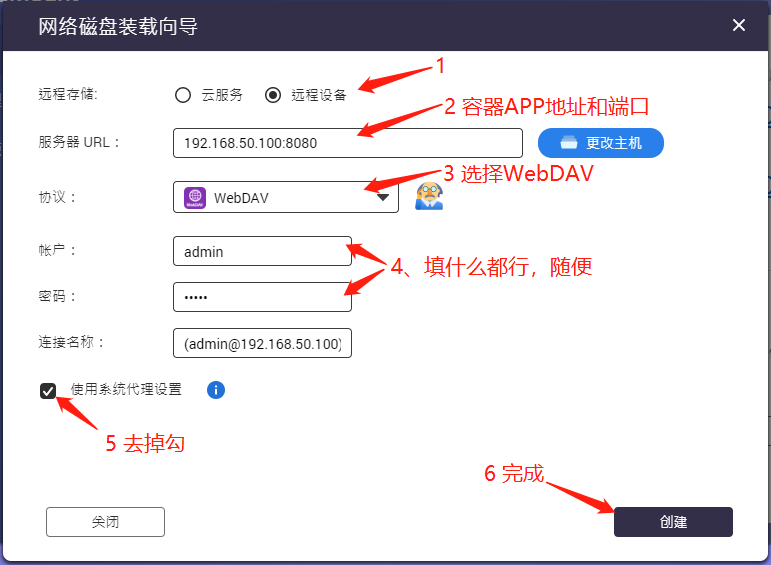 网络磁盘装载向导
1
远程存储:
云服务
远程设备
2 容器APP地址和端口
服务器 URL：
192.168.50.100:8080
更改主机
3 选择WebDAV
协议：
WebDAV
帐户：
admin
4、填什么都行，随便
密码：
•••••
连接名称：
(admin@192.168.50.100)
使用系统代理设置
5 去掉勾
6 完成
关闭
创建